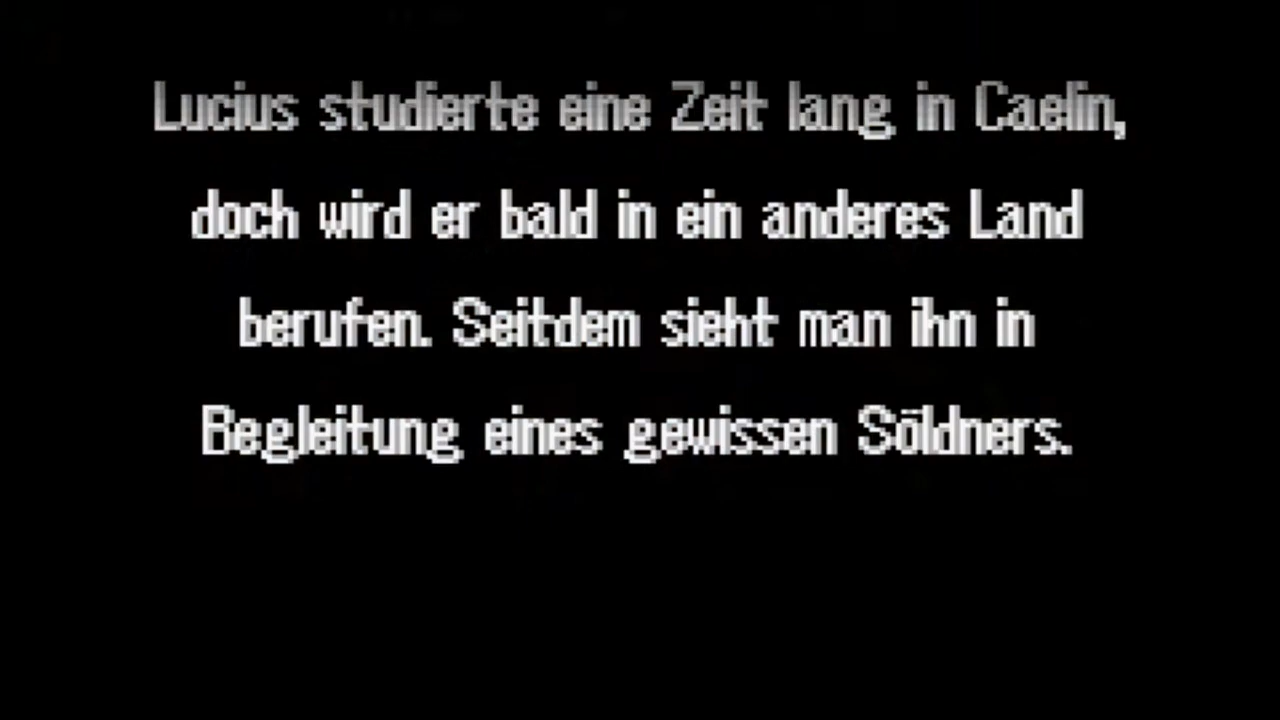 Lucius studierte eine Zeit lang in Caelin,
doch wird er bald in ein anderes Land
berufen. Seitdem sieht man ihn in
Begleitung eines gewissen Söldners.